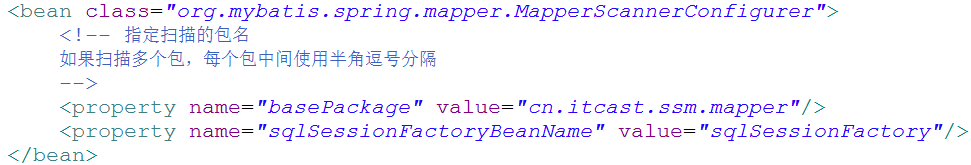 <bean class="org.mybatis.spring.mapper.MapperScannerConfigurer">
<!-- 指定扫描的包名
如果扫描多个包，每个包中间使用半角逗号分隔
-->
<property name="basePackage" value="cn.itcast.ssm.mapper"/>
<property name="sqlSessionFactoryBeanName" value="sqlSessionFactory"/>
</bean>